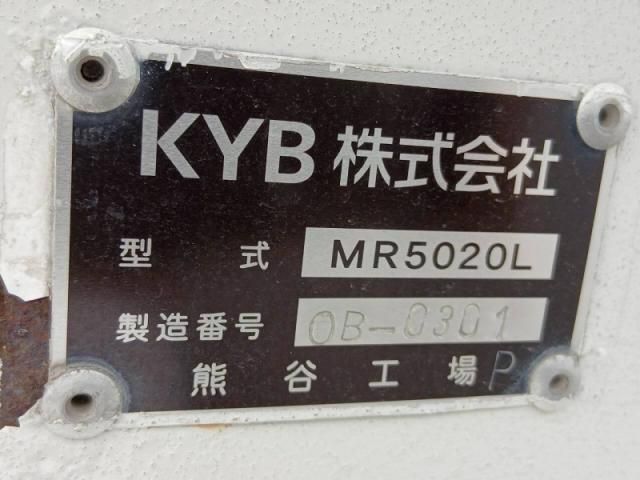 KYB 株式会社
型式 MR5020L
製造番号 OB-0301
熊谷工場 P